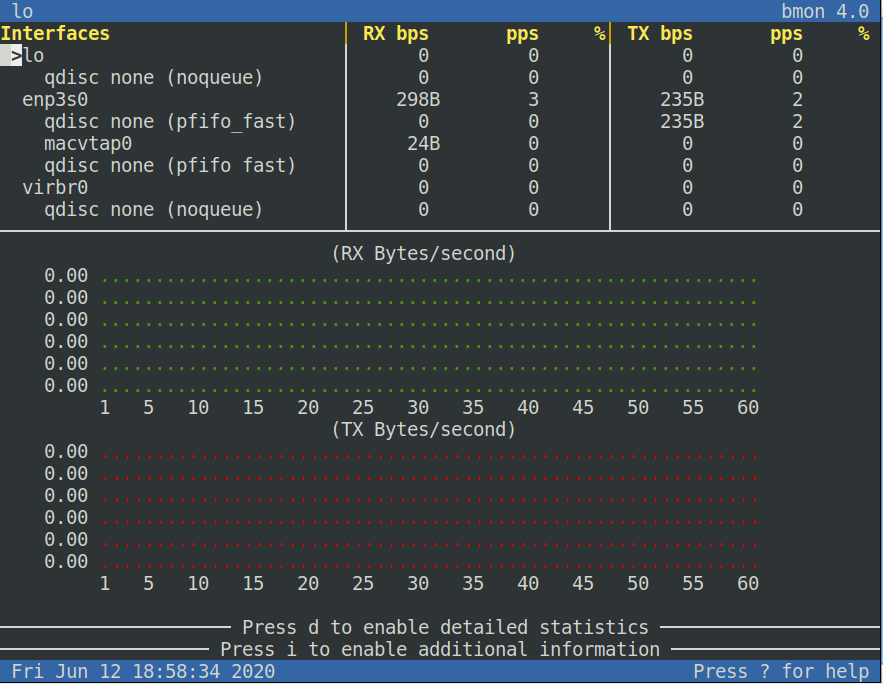 lo bmon 4.0
Interfaces RX bps pps % TX bps pps %
>lo 0 0 0 0
qdisc none (noqueue) 0 0 0 0
enp3s0 298B 3 235B 2
qdisc none (pfifo_fast) 0 0 235B 2
macvtap0 24B 0 0 0
qdisc none (pfifo fast) 0 0 0 0
virbr0 0 0 0 0
qdisc none (noqueue) 0 0 0 0
(RX Bytes/second)
0.00
0.00
0.00
0.00
0.00
0.00
1 5 10 15 20 25 30 35 40 45 50 55 60
(TX Bytes/second)
0.00
0.00
0.00
0.00
0.00
0.00
1 5 10 15 20 25 30 35 40 45 50 55 60
Press d to enable detailed statistics
Press i to enable additional information
Fri Jun 12 18:58:34 2020 Press ? for help